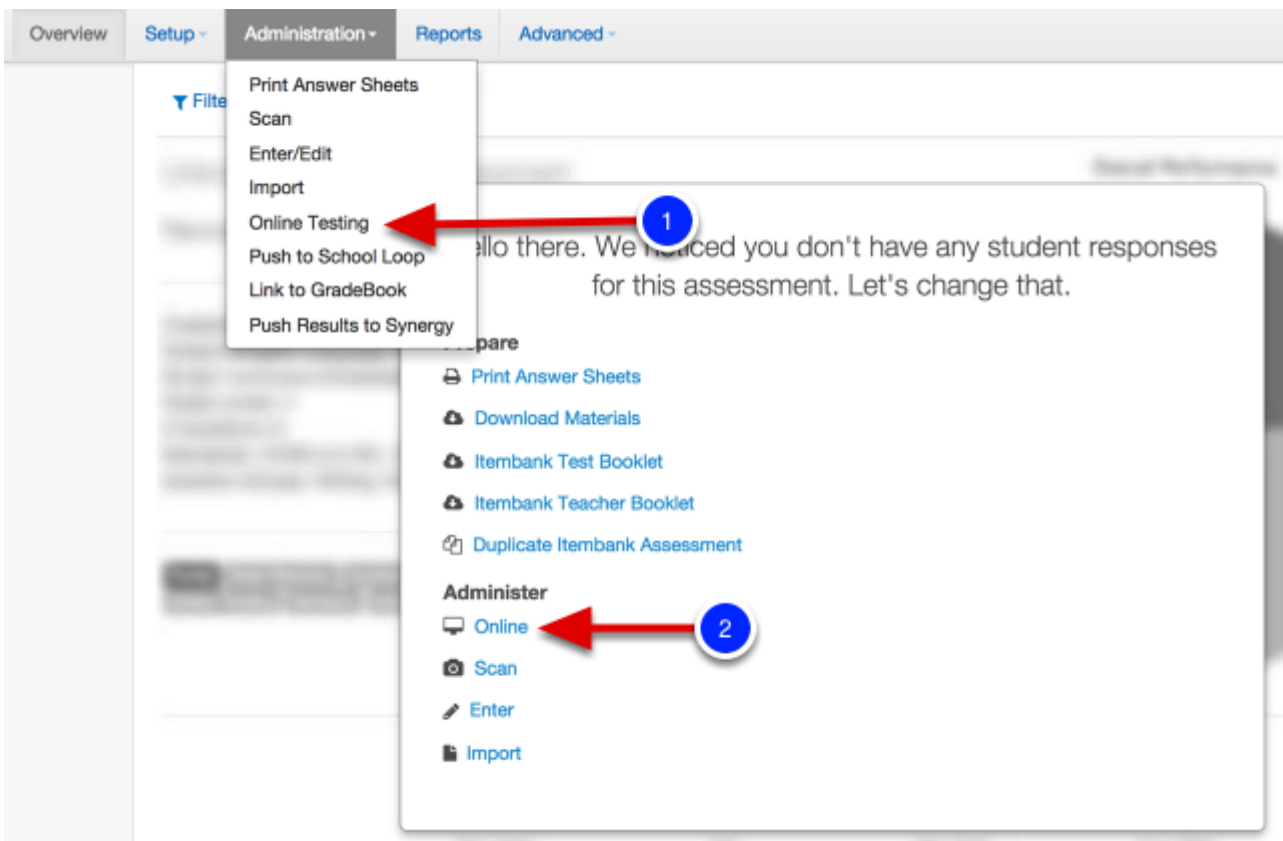 Overview Setup Administration Reports Advanced
Print Answer Sheets
Filte
Scan
Enter/Edit
Import
Online Testing
Push to School Loop
Link to GradeBook
Push Results to Synergy
1
ello there. We noticed you don't have any student responses
for this assessment. Let's change that.
Prepare
Print Answer Sheets
Download Materials
Itembank Test Booklet
Itembank Teacher Booklet
Duplicate Itembank Assessment
Administer
Online
2
Scan
Enter
Import